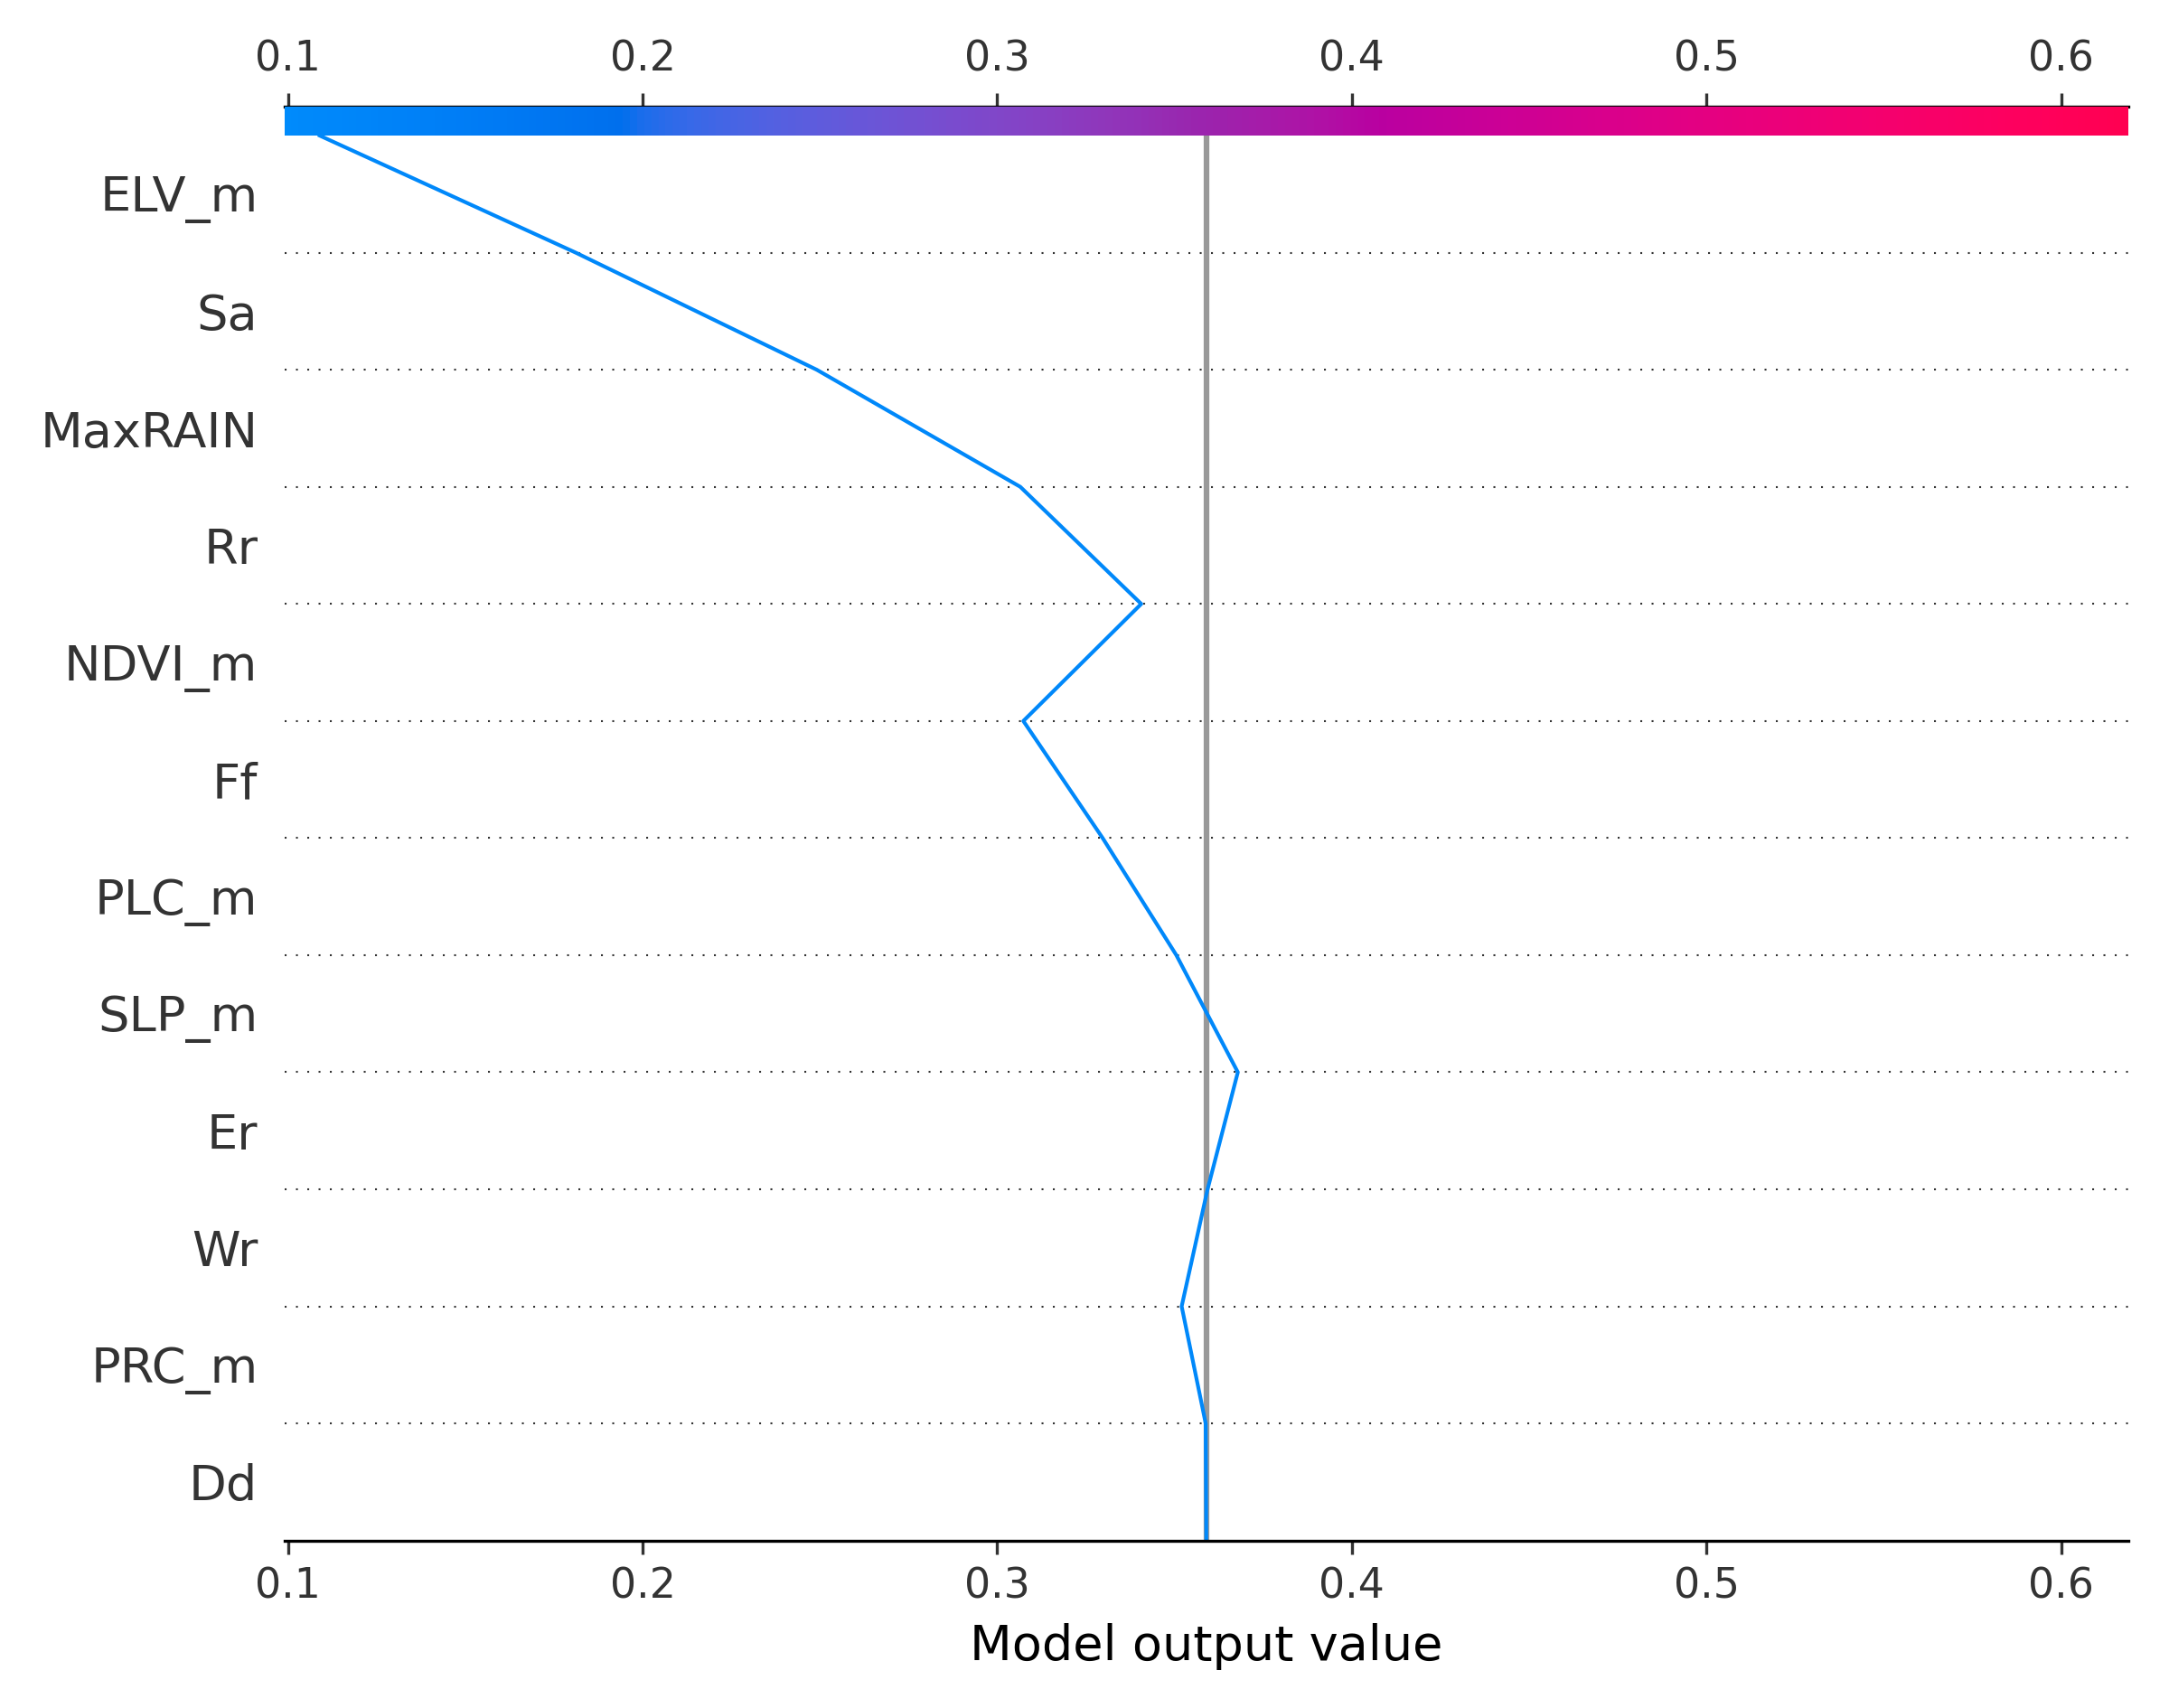 0.1 0.2 0.3 0.4 0.5 0.6
ELV_m
Sa
MaxRAIN
Rr
NDVI_m
Ff
PLC_m
SLP_m
Er
Wr
PRC_m
Dd
0.1 0.2 0.3 0.4 0.5 0.6
Model output value